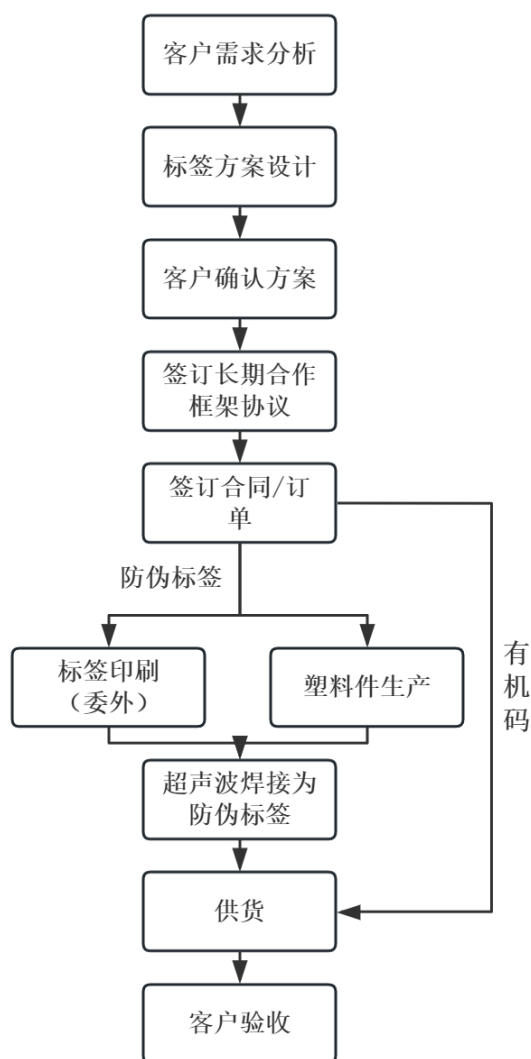 客户需求分析
标签方案设计
客户确认方案
签订长期合作
框架协议
签订合同/订
单
防伪标签
标签印刷
（委外）
塑料件生产
有
机
码
超声波焊接为
防伪标签
供货
客户验收